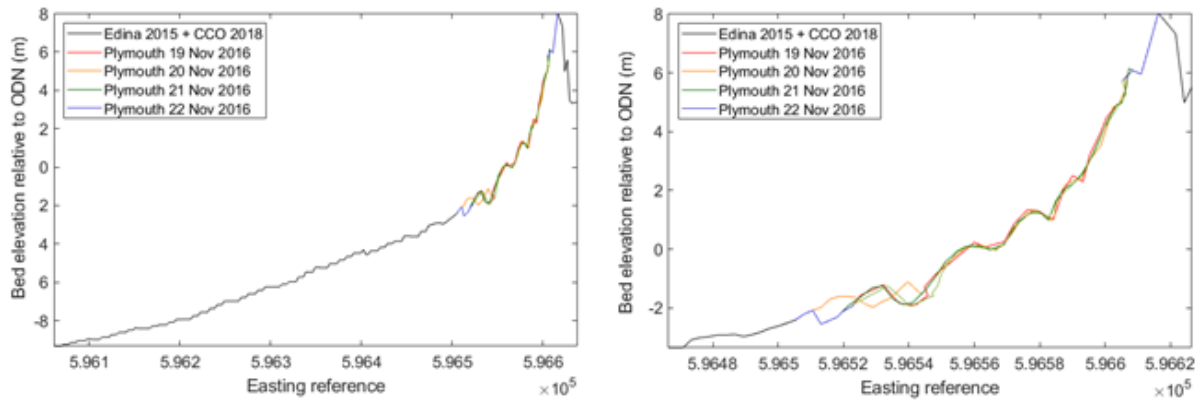 8
6
4
2
0
2
4
6
-8
Bed elevation relative to ODN (m)
Edina 2015 + CCO 2018
Plymouth 19 Nov 2016
Plymouth 20 Nov 2016
Plymouth 21 Nov 2016
Plymouth 22 Nov 2016
5.961 5.962 5.963 5.964 5.965 5.966
Easting reference
×10⁵
8
6
4
2
0
-2
Bed elevation relative to ODN (m)
Edina 2015 + CCO 2018
Plymouth 19 Nov 2016
Plymouth 20 Nov 2016
Plymouth 21 Nov 2016
Plymouth 22 Nov 2016
5.9648 5.965 5.9652 5.9654 5.9656 5.9658 5.966 5.9662
Easting reference
×10⁵